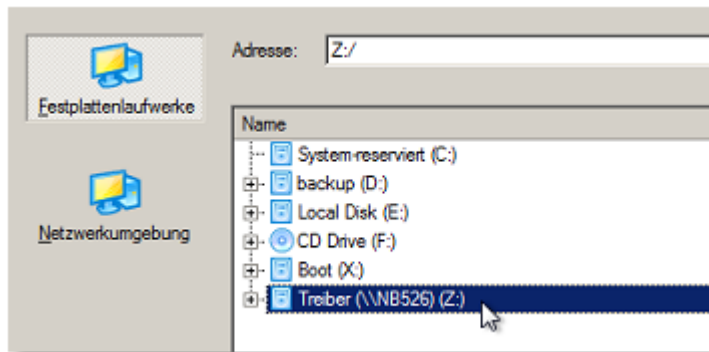 Adresse: Z:/
Festplattenlaufwerke
Netzwerkumgebung
Name
System-reserviert (C:)
backup (D:)
Local Disk (E:)
CD Drive (F:)
Boot (X:)
Treiber (\\NB526) (Z:)